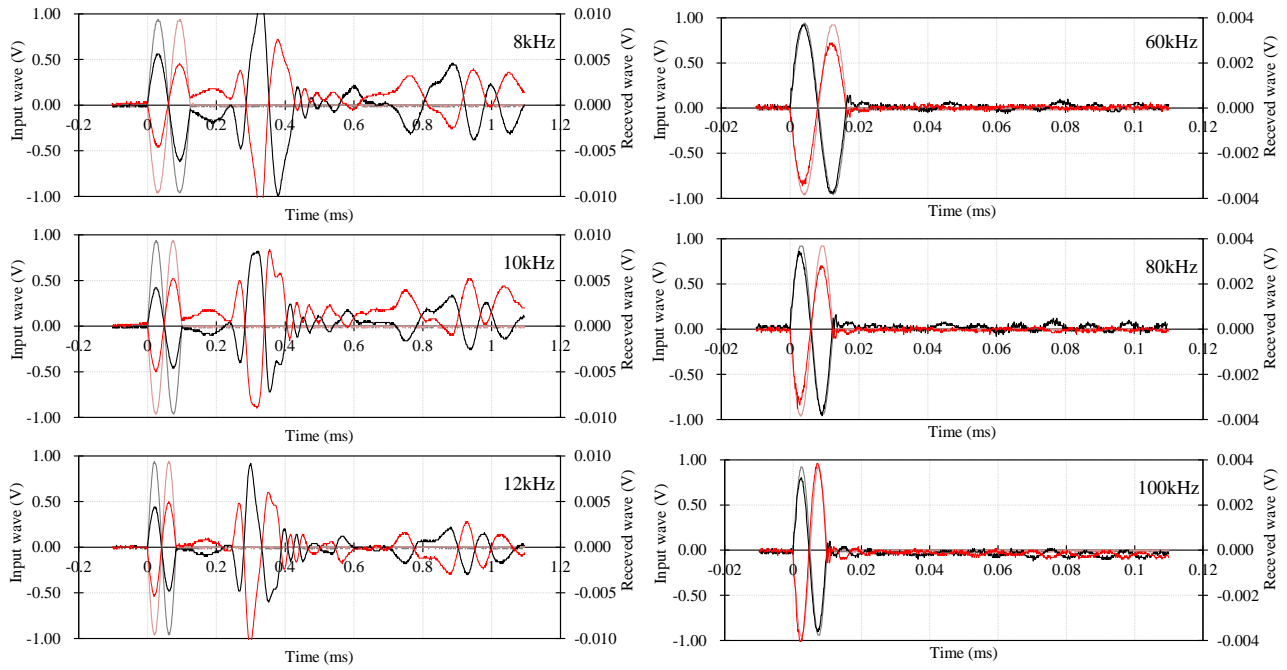 1.00 0.010
8kHz
0.50 0.005
0.00 0.000
-0.2 0 0.2 0.4 0.6 0.8 1 1.2
-0.50 -0.005
-1.00 -0.010
Input wave (V)
Receved wave (V)
Time (ms)
1.00 0.004
60kHz
0.50 0.002
0.00 0.000
-0.02 0 0.02 0.04 0.06 0.08 0.1 0.12
-0.50 -0.002
-1.00 -0.004
Input wave (V)
Receved wave (V)
Time (ms)
1.00 0.010
10kHz
0.50 0.005
0.00 0.000
-0.2 0 0.2 0.4 0.6 0.8 1 1.2
-0.50 -0.005
-1.00 -0.010
Input wave (V)
Receved wave (V)
Time (ms)
1.00 0.004
80kHz
0.50 0.002
0.00 0.000
-0.02 0 0.02 0.04 0.06 0.08 0.1 0.12
-0.50 -0.002
-1.00 -0.004
Input wave (V)
Receved wave (V)
Time (ms)
1.00 0.010
12kHz
0.50 0.005
0.00 0.000
-0.2 0 0.2 0.4 0.6 0.8 1 1.2
-0.50 -0.005
-1.00 -0.010
Input wave (V)
Receved wave (V)
Time (ms)
1.00 0.004
100kHz
0.50 0.002
0.00 0.000
-0.02 0 0.02 0.04 0.06 0.08 0.1 0.12
-0.50 -0.002
-1.00 -0.004
Input wave (V)
Receved wave (V)
Time (ms)